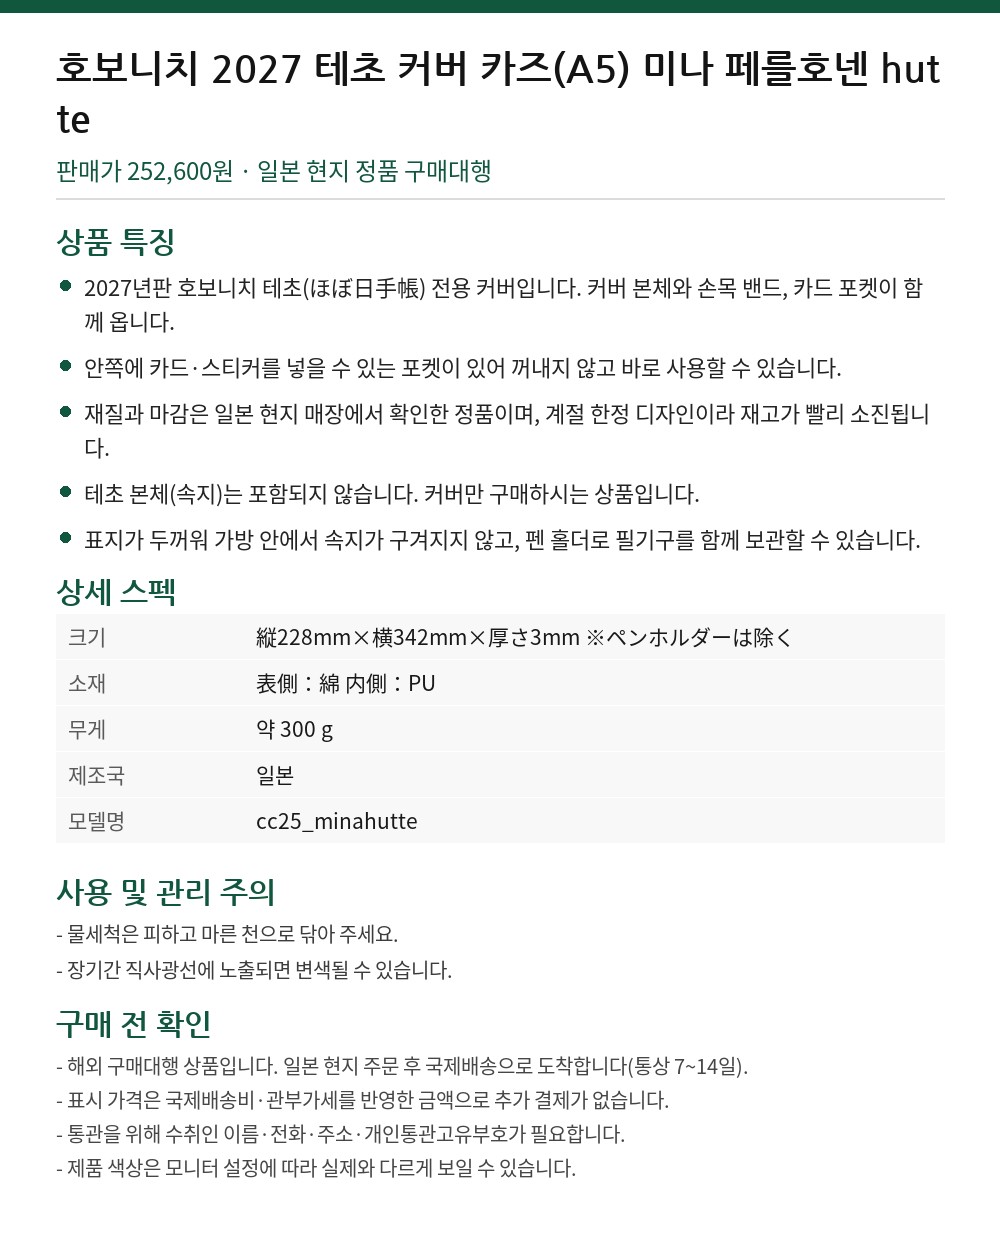 호보니치 2027 테초 커버 카즈(A5) 미나 페를호넨 hut
te
판매가 252,600원 · 일본 현지 정품 구매대행
상품 특징
● 2027년판 호보니치 테초(ほぼ日手帳) 전용 커버입니다. 커버 본체와 손목 밴드, 카드 포켓이 함
께 옵니다.
● 안쪽에 카드·스티커를 넣을 수 있는 포켓이 있어 꺼내지 않고 바로 사용할 수 있습니다.
● 재질과 마감은 일본 현지 매장에서 확인한 정품이며, 계절 한정 디자인이라 재고가 빨리 소진됩니
다.
● 테초 본체(속지)는 포함되지 않습니다. 커버만 구매하시는 상품입니다.
● 표지가 두꺼워 가방 안에서 속지가 구겨지지 않고, 펜 홀더로 필기구를 함께 보관할 수 있습니다.
상세 스펙
크기 縦228mm×横342mm×厚さ3mm ※ペンホルダーは除く
소재 表側：綿 内側：PU
무게 약 300 g
제조국 일본
모델명 cc25_minahutte
사용 및 관리 주의
- 물세척은 피하고 마른 천으로 닦아 주세요.
- 장기간 직사광선에 노출되면 변색될 수 있습니다.
구매 전 확인
- 해외 구매대행 상품입니다. 일본 현지 주문 후 국제배송으로 도착합니다(통상 7~14일).
- 표시 가격은 국제배송비·관부가세를 반영한 금액으로 추가 결제가 없습니다.
- 통관을 위해 수취인 이름·전화·주소·개인통관고유부호가 필요합니다.
- 제품 색상은 모니터 설정에 따라 실제와 다르게 보일 수 있습니다.